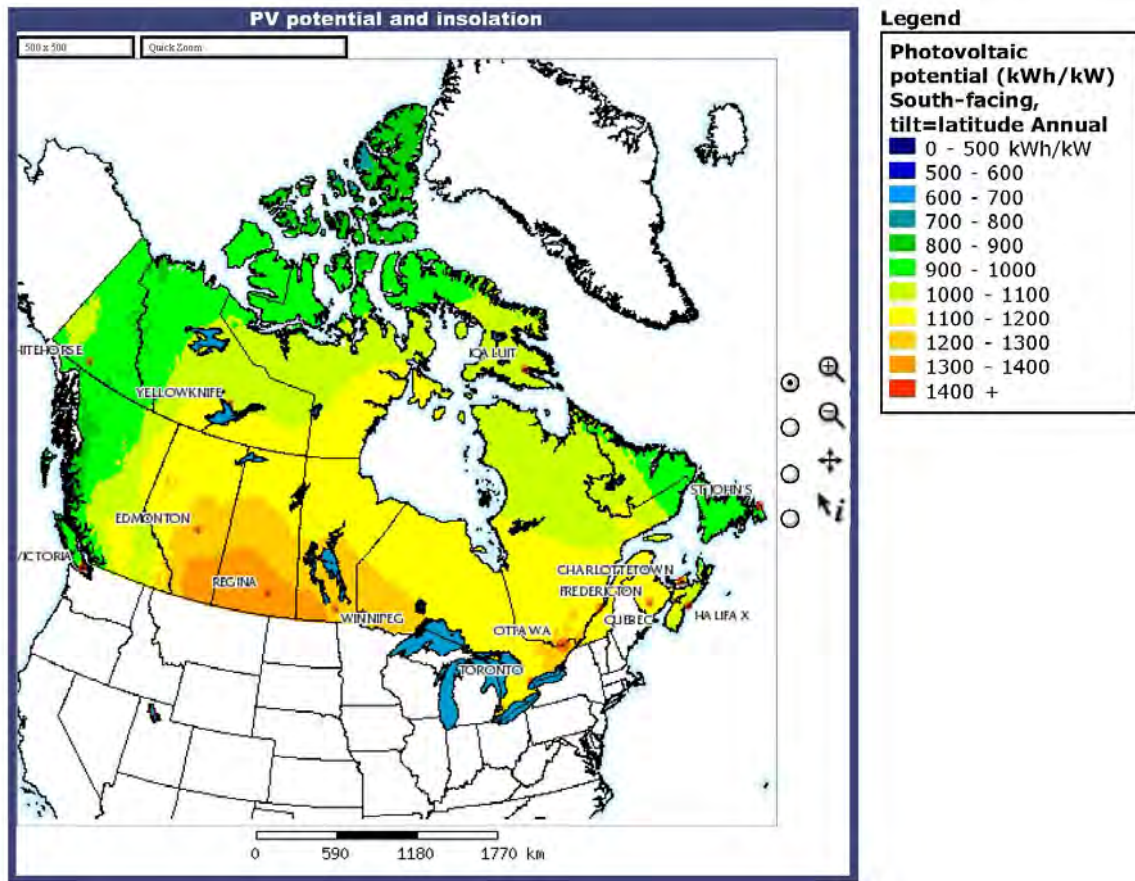 PV potential and insolation
500 x 500
Quick Zoom
HITEHORSE
YELLOWKNIFE
IQALUIT
EDMONTON
VICTORIA
REGINA
WINNIPEG
OTTAWA
TORONTO
ST JOHN'S
CHARLOTTETOWN
FREDERICTON
QUEBEC
HALIFAX
i
0 590 1180 1770 km
Legend
Photovoltaic
potential (kWh/kW)
South-facing,
tilt=latitude Annual
0 - 500 kWh/kW
500 - 600
600 - 700
700 - 800
800 - 900
900 - 1000
1000 - 1100
1100 - 1200
1200 - 1300
1300 - 1400
1400 +